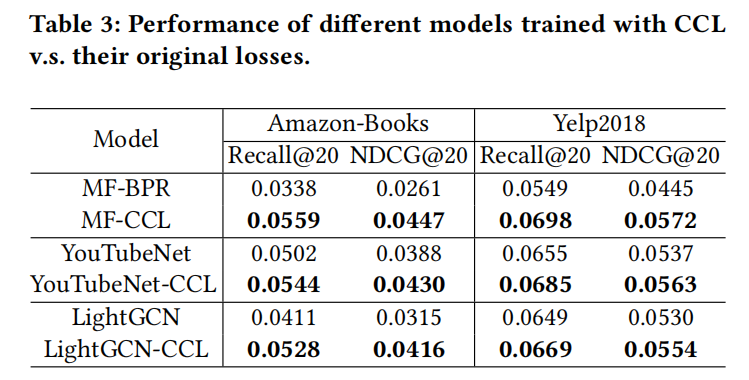 Table 3: Performance of different models trained with CCL
v.s. their original losses.
Model Amazon-Books Yelp2018
Recall@20 NDCG@20 Recall@20 NDCG@20
MF-BPR 0.0338 0.0261 0.0549 0.0445
MF-CCL 0.0559 0.0447 0.0698 0.0572
YouTubeNet 0.0502 0.0388 0.0655 0.0537
YouTubeNet-CCL 0.0544 0.0430 0.0685 0.0563
LightGCN 0.0411 0.0315 0.0649 0.0530
LightGCN-CCL 0.0528 0.0416 0.0669 0.0554